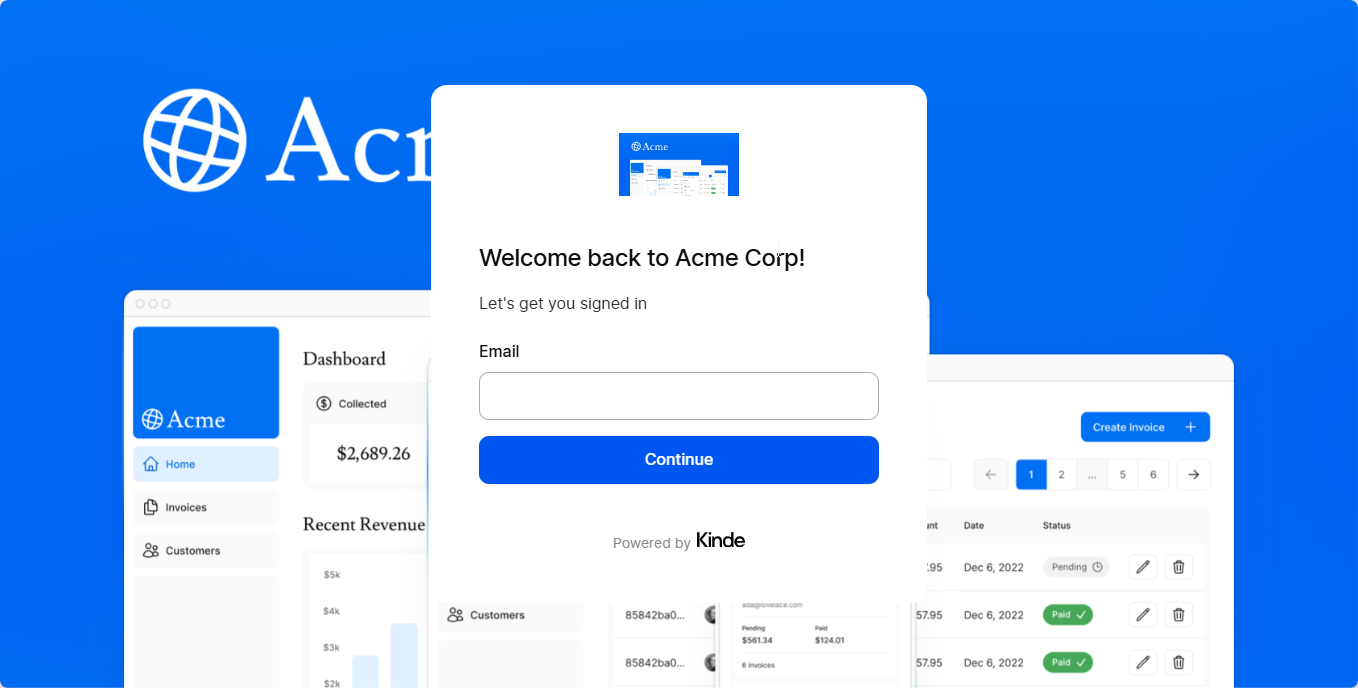 Acme
Welcome back to Acme Corp!
Let's get you signed in
Email
Continue
Powered by Kinde
Acme
Home
Invoices
Customers
Dashboard
Collected
$2,689.26
Recent Revenue
$5k
$4k
$3k
$2k
Customers
85842ba0...
85842ba0...
ada@lovelace.com
Pending Paid
$561.34 $124.01
6 invoices
Create Invoice +
← 1 2 ... 5 6 →
Date Status
57.95 Dec 6, 2022 Pending
57.95 Dec 6, 2022 Paid
57.95 Dec 6, 2022 Paid